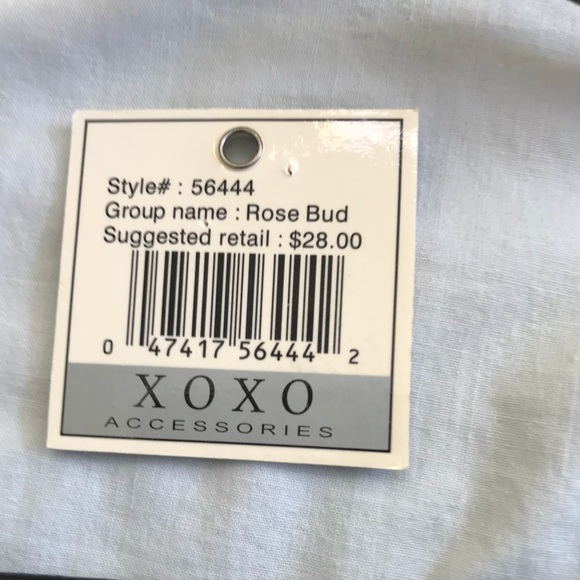 Style# : 56444
Group name : Rose Bud
Suggested retail : $28.00
0 47417 56444 2
XOXO
ACCESSORIES